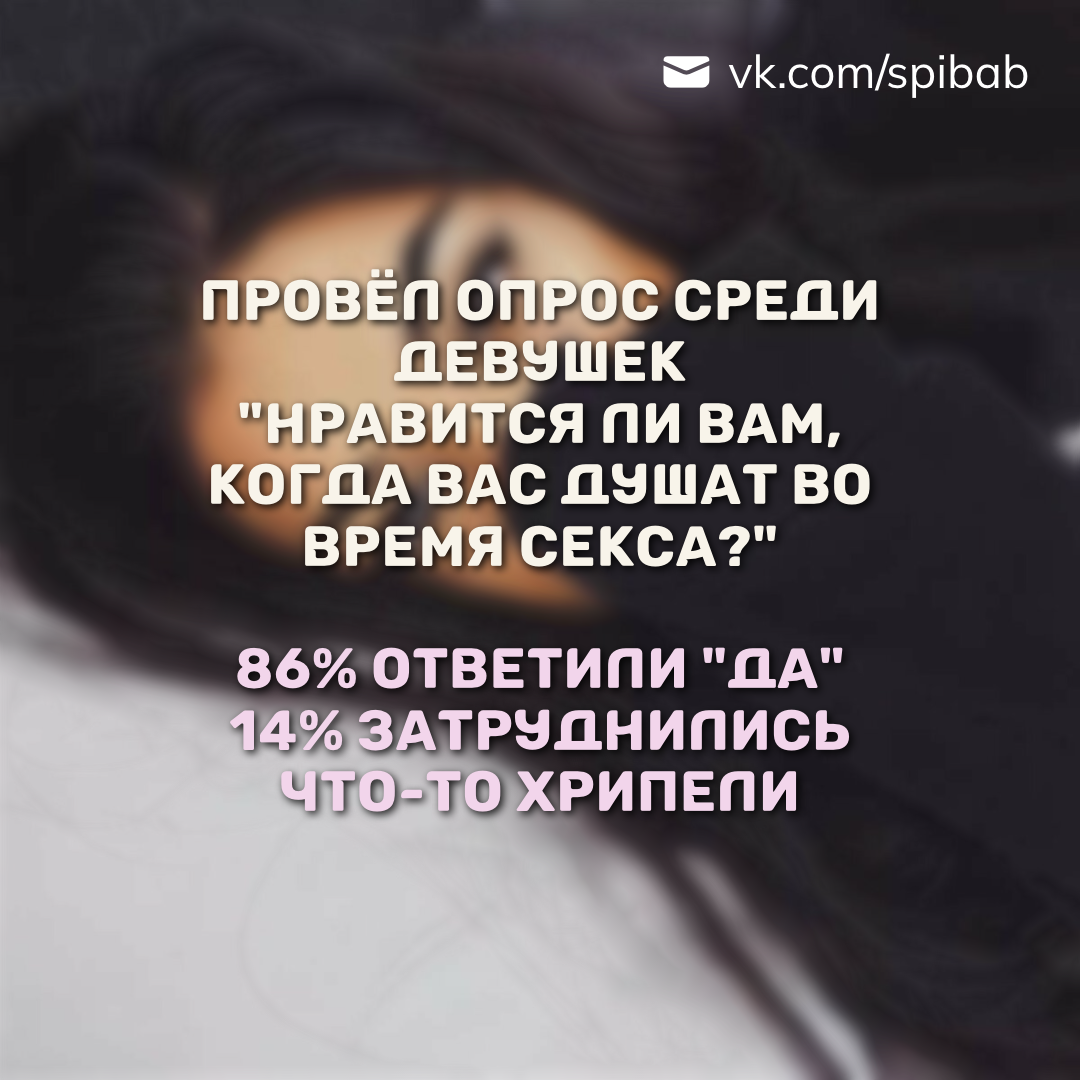 vk.com/spibab
ПРОВЁЛ ОПРОС СРЕДИ
ДЕВУШЕК
"НРАВИТСЯ ЛИ ВАМ,
КОГДА ВАС ДУШАТ ВО
ВРЕМЯ СЕКСА?"
86% ОТВЕТИЛИ "ДА"
14% ЗАТРУДНИЛИСЬ
ЧТО-ТО ХРИПЕЛИ